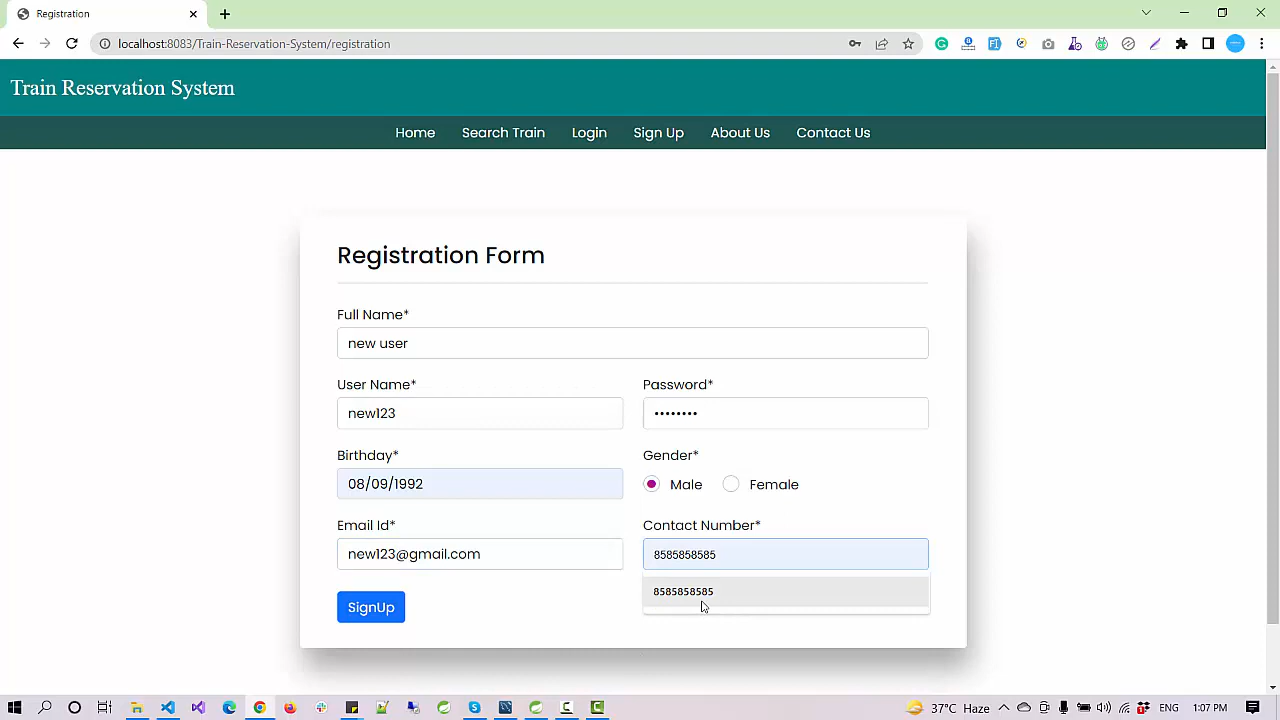 Registration
localhost:8083/Train-Reservation-System/registration
Train Reservation System
Home Search Train Login Sign Up About Us Contact Us
Registration Form
Full Name*
new user
User Name* Password*
new123 ••••••••
Birthday* Gender*
08/09/1992 Male Female
Email Id* Contact Number*
new123@gmail.com 8585858585
8585858585
SignUp
37°C Haze ENG 1:07 PM